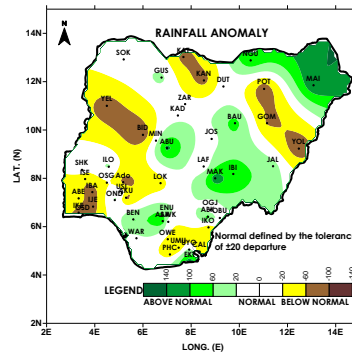 RAINFALL ANOMALY
N
14N
12N
10N
8N
6N
4N
2N
LAT. (N)
SOK
KAT
NGU
GUS
KAN
DUT
POT
MAI
YEL
ZAR
KAD
BAU
GOM
BID
MIN
ABU
JOS
YOL
SHK
ILO
LAF
JAL
ISE
OSG
Ado
LOK
MAK
IBI
ABE
IBA
IJE
OND
BEN
ENU
OGJ
WAR
OWE
IKO
UMU
CAL
PHC
UYO
EKE
Normal defined by the tolerance
of ±20 departure
LEGEND
140
100
60
20
0
-20
-60
-100
ABOVE NORMAL
NORMAL
BELOW NORMAL
2E
4E
6E
8E
10E
12E
LONG. (E)